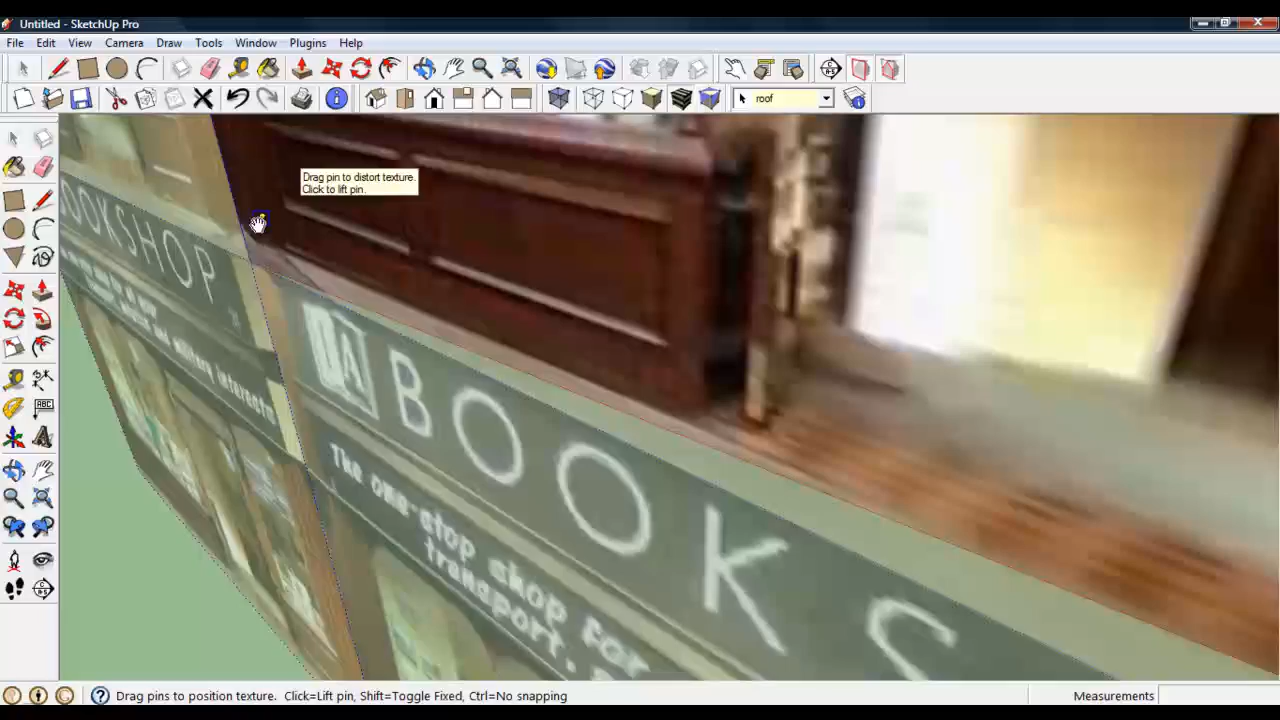 Untitled - SketchUp Pro
File Edit View Camera Draw Tools Window Plugins Help
roof
Drag pin to distort texture.
Click to lift pin.
OOKSHOP
military interests
BOOKS
The one-stop shop for
transport,
Drag pins to position texture. Click=Lift pin, Shift=Toggle Fixed, Ctrl=No snapping
Measurements